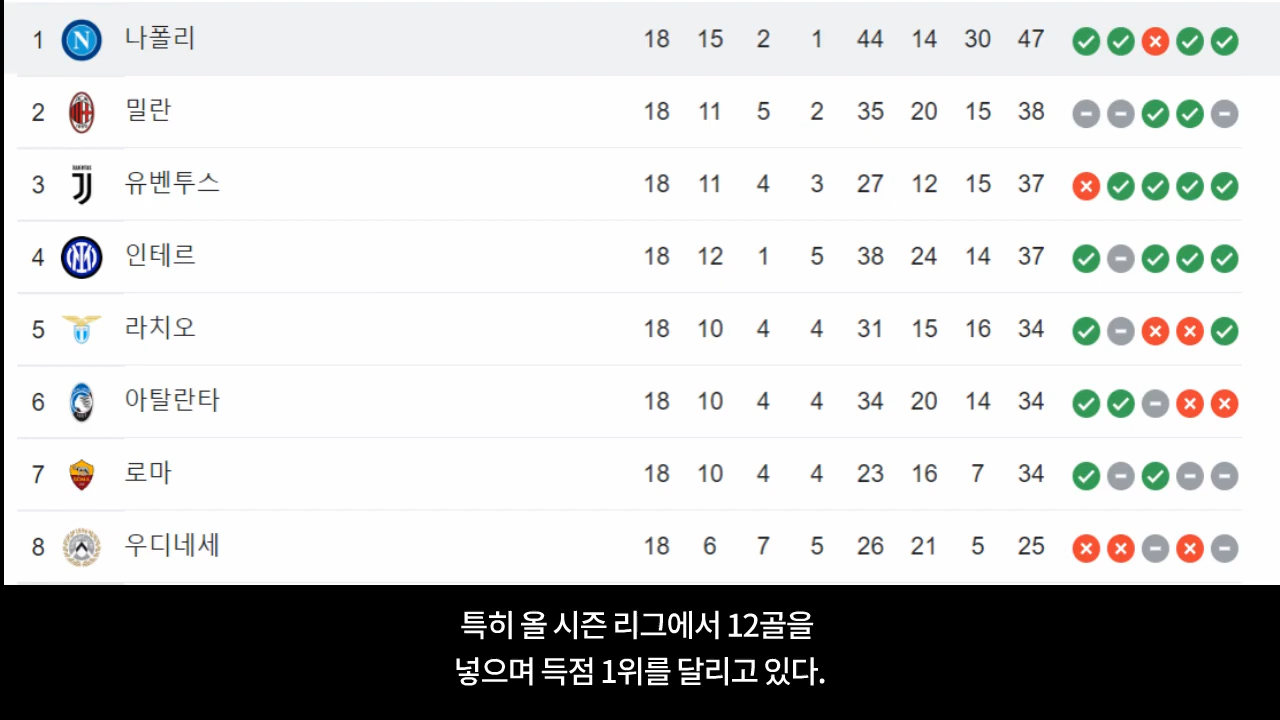 1 나폴리 18 15 2 1 44 14 30 47
2 밀란 18 11 5 2 35 20 15 38
3 유벤투스 18 11 4 3 27 12 15 37
4 인테르 18 12 1 5 38 24 14 37
5 라치오 18 10 4 4 31 15 16 34
6 아탈란타 18 10 4 4 34 20 14 34
7 로마 18 10 4 4 23 16 7 34
8 우디네세 18 6 7 5 26 21 5 25
특히 올 시즌 리그에서 12골을
넣으며 득점 1위를 달리고 있다.